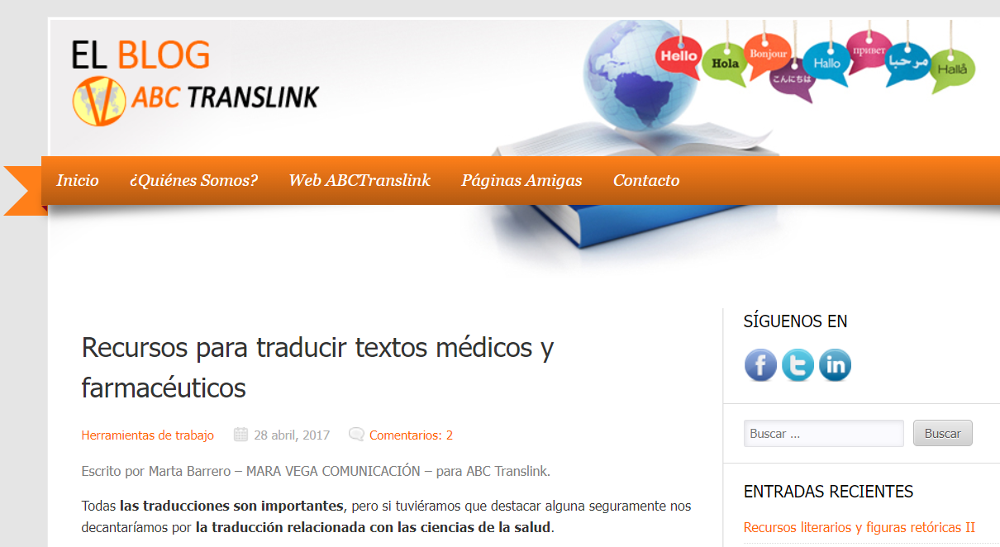 EL BLOG
ABC TRANSLINK
Hello
Hola
Bonjour
こんにちは
Hallo
привет
مرحبا
Hallå
Inicio ¿Quiénes Somos? Web ABCTranslink Páginas Amigas Contacto
Recursos para traducir textos médicos y
farmacéuticos
Herramientas de trabajo 28 abril, 2017 Comentarios: 2
Escrito por Marta Barrero – MARA VEGA COMUNICACIÓN – para ABC Translink.
Todas las traducciones son importantes, pero si tuviéramos que destacar alguna seguramente nos
decantaríamos por la traducción relacionada con las ciencias de la salud.
SÍGUENOS EN
f t in
Buscar ... Buscar
ENTRADAS RECIENTES
Recursos literarios y figuras retóricas II